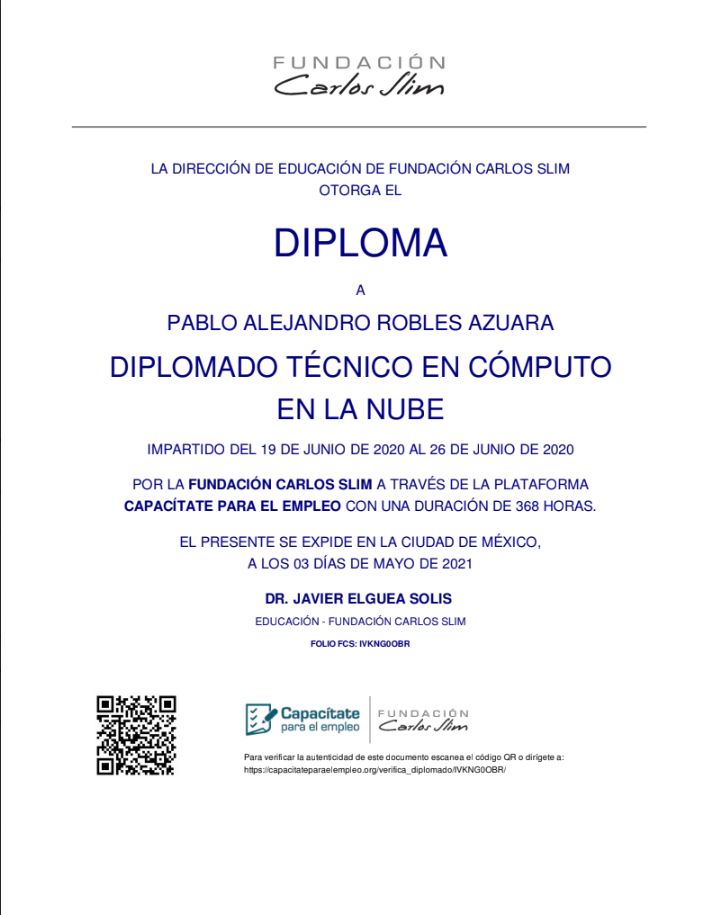 FUNDACIÓN
Carlos Slim
LA DIRECCIÓN DE EDUCACIÓN DE FUNDACIÓN CARLOS SLIM
OTORGA EL
DIPLOMA
A
PABLO ALEJANDRO ROBLES AZUARA
DIPLOMADO TÉCNICO EN CÓMPUTO
EN LA NUBE
IMPARTIDO DEL 19 DE JUNIO DE 2020 AL 26 DE JUNIO DE 2020
POR LA FUNDACIÓN CARLOS SLIM A TRAVÉS DE LA PLATAFORMA
CAPACÍTATE PARA EL EMPLEO CON UNA DURACIÓN DE 368 HORAS.
EL PRESENTE SE EXPIDE EN LA CIUDAD DE MÉXICO,
A LOS 03 DÍAS DE MAYO DE 2021
DR. JAVIER ELGUEA SOLIS
EDUCACIÓN - FUNDACIÓN CARLOS SLIM
FOLIO FCS: IVKNG0OBR
Capacítate
para el empleo
FUNDACIÓN
Carlos Slim
Para verificar la autenticidad de este documento escanea el código QR o dirígete a:
https://capacitateparaelempleo.org/verifica_diplomado/IVKNG0OBR/